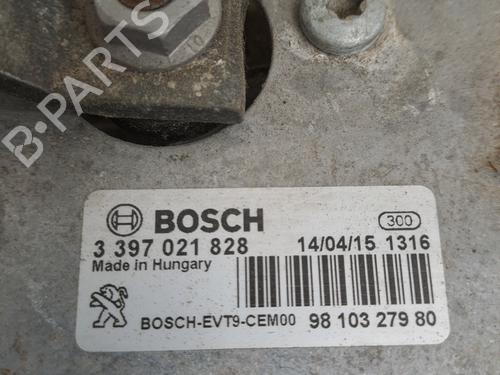 10
B-PARTS
BOSCH
300
3 397 021 828
14/04/15 1316
Made in Hungary
BOSCH-EVT9-CEM00
98 103 279 80